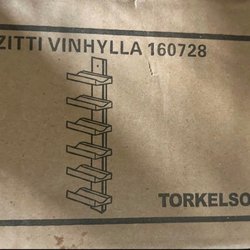 ZITTI VINHYLLA 160728
TORKELSO